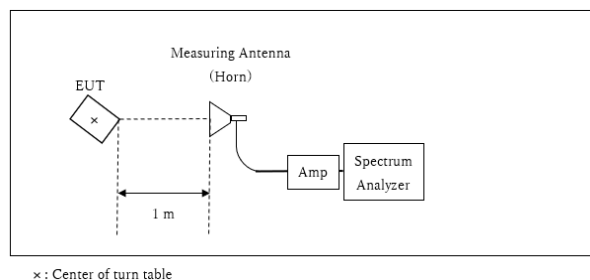 Measuring Antenna
(Horn)
EUT
×
Amp
Spectrum
Analyzer
1 m
× : Center of turn table